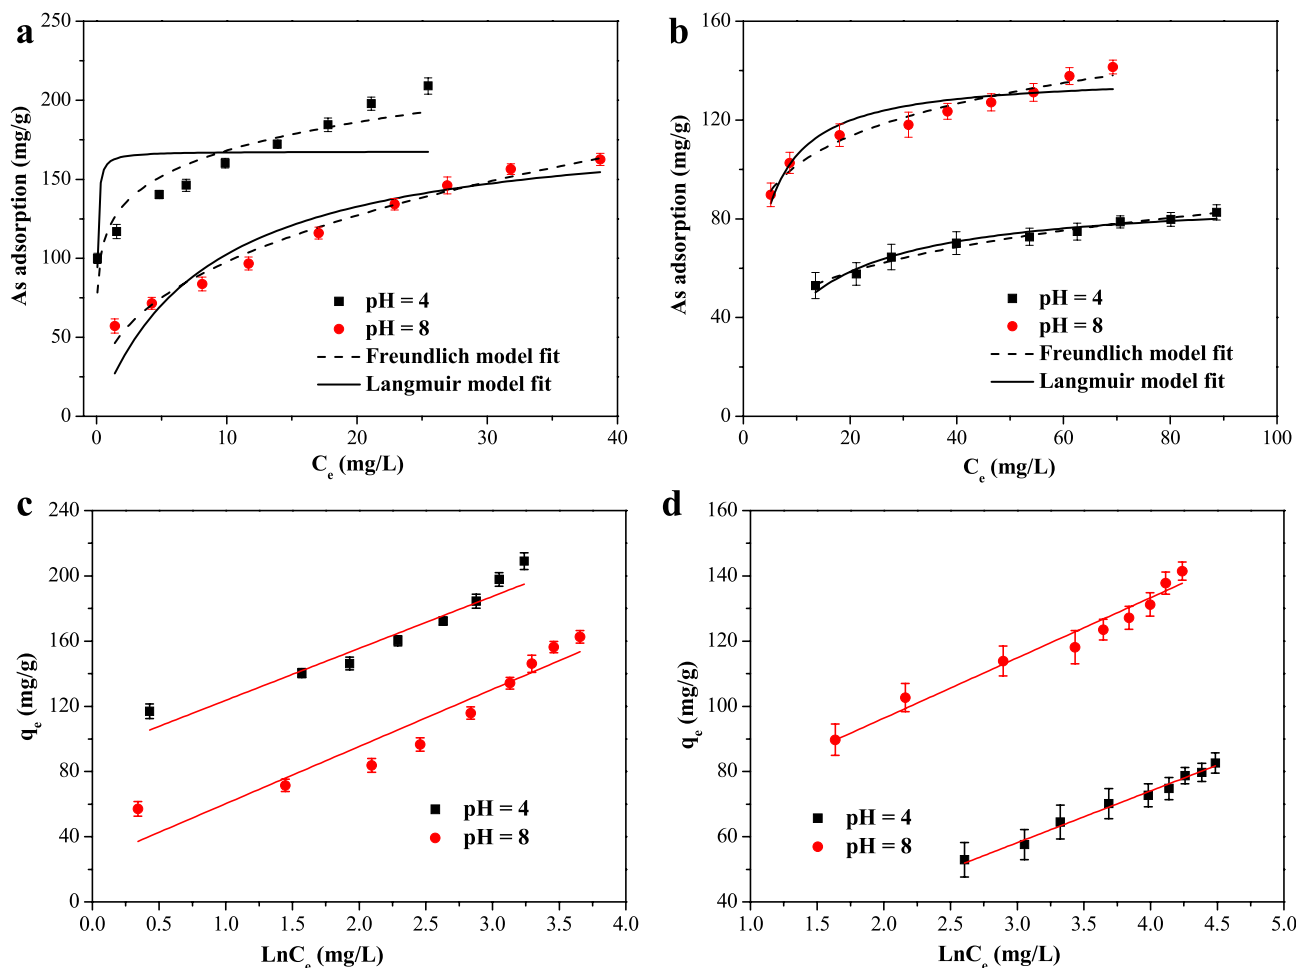 a
250
200
150
100
50
0
As adsorption (mg/g)
pH = 4
pH = 8
Freundlich model fit
Langmuir model fit
0
10
20
30
40
Cₑ (mg/L)
b
160
120
80
40
0
As adsorption (mg/g)
pH = 4
pH = 8
Freundlich model fit
Langmuir model fit
0
20
40
60
80
100
Cₑ (mg/L)
c
240
200
160
120
80
40
0
qₑ (mg/g)
pH = 4
pH = 8
0.0
0.5
1.0
1.5
2.0
2.5
3.0
3.5
4.0
LnCₑ (mg/L)
d
160
140
120
100
80
60
40
qₑ (mg/g)
pH = 4
pH = 8
1.0
1.5
2.0
2.5
3.0
3.5
4.0
4.5
5.0
LnCₑ (mg/L)